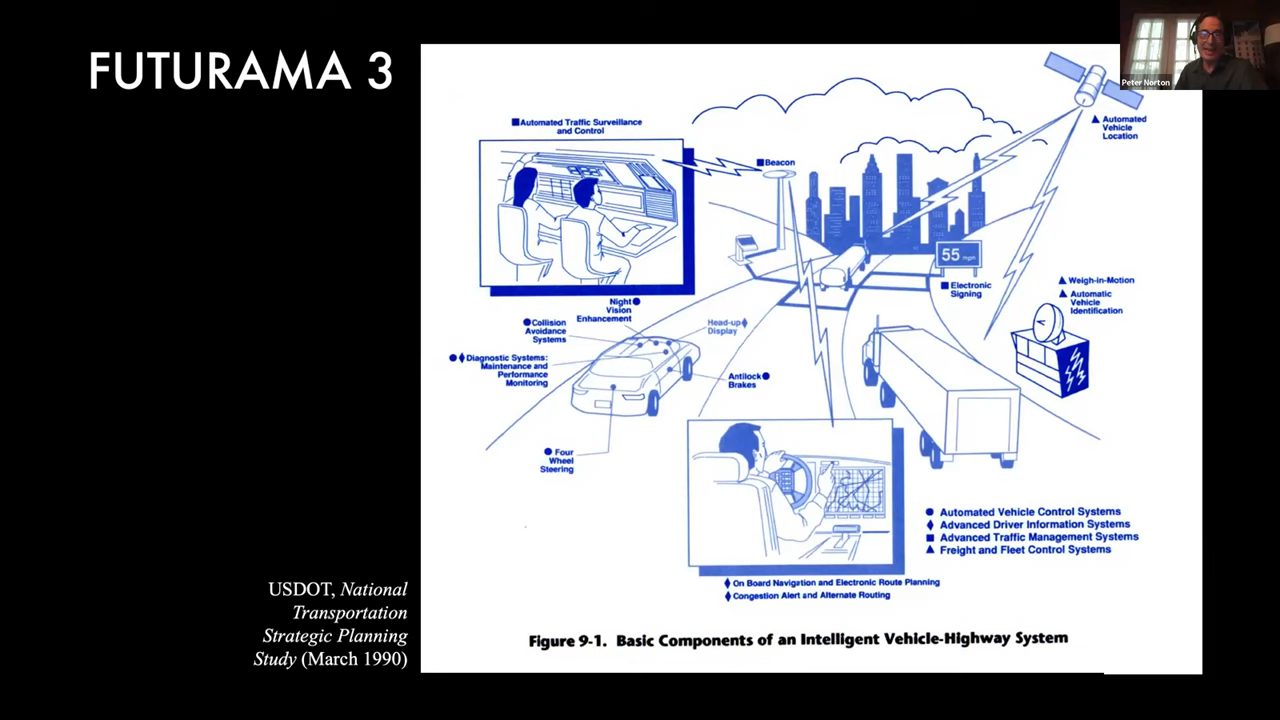 FUTURAMA 3
Peter Norton
■Automated Traffic Surveillance
and Control
■Beacon
▲Automated
Vehicle
Location
55 mph
■Electronic
Signing
▲Weigh-in-Motion
▲Automatic
Vehicle
Identification
Night●
Vision
Enhancement
●Collision
Avoidance
Systems
Head-up♦
Display
●♦Diagnostic Systems:
Maintenance and
Performance
Monitoring
Antilock●
Brakes
●Four
Wheel
Steering
●Automated Vehicle Control Systems
♦Advanced Driver Information Systems
■Advanced Traffic Management Systems
▲Freight and Fleet Control Systems
♦On Board Navigation and Electronic Route Planning
♦Congestion Alert and Alternate Routing
Figure 9-1. Basic Components of an Intelligent Vehicle-Highway System
USDOT, National
Transportation
Strategic Planning
Study (March 1990)